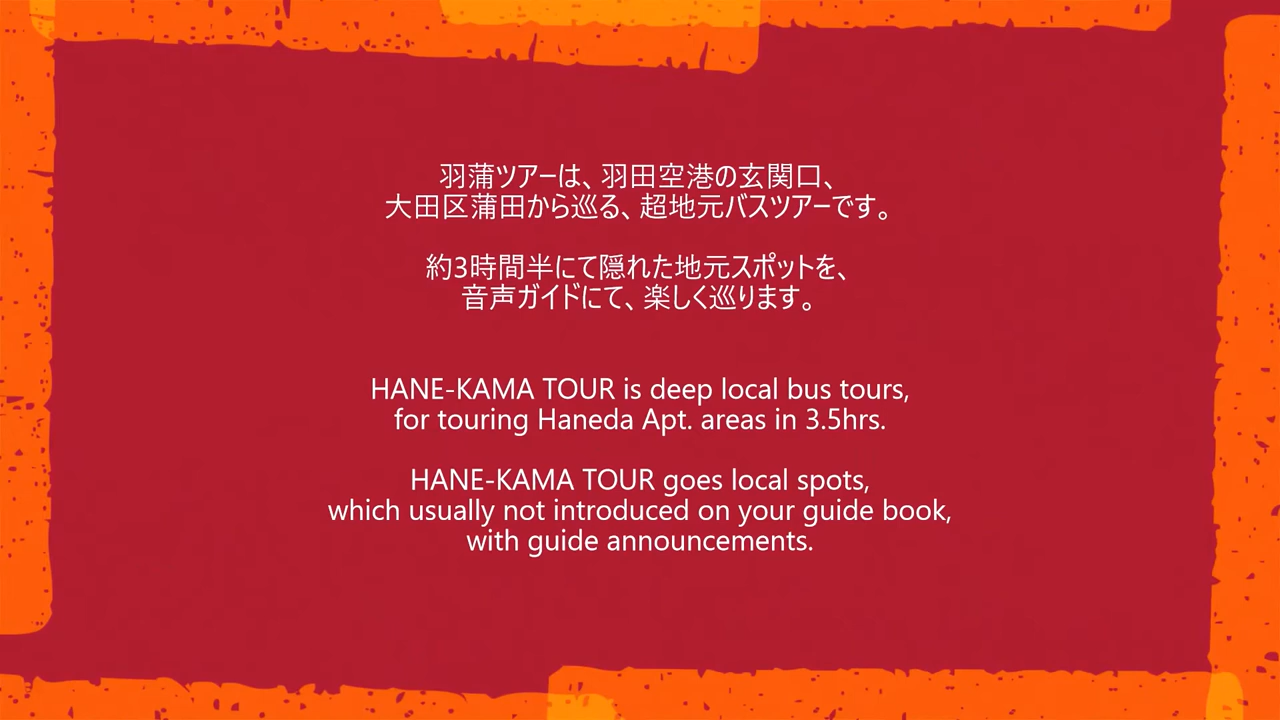 羽蒲ツアーは、羽田空港の玄関口、
大田区蒲田から巡る、超地元バスツアーです。
約3時間半にて隠れた地元スポットを、
音声ガイドにて、楽しく巡ります。
HANE-KAMA TOUR is deep local bus tours,
for touring Haneda Apt. areas in 3.5hrs.
HANE-KAMA TOUR goes local spots,
which usually not introduced on your guide book,
with guide announcements.